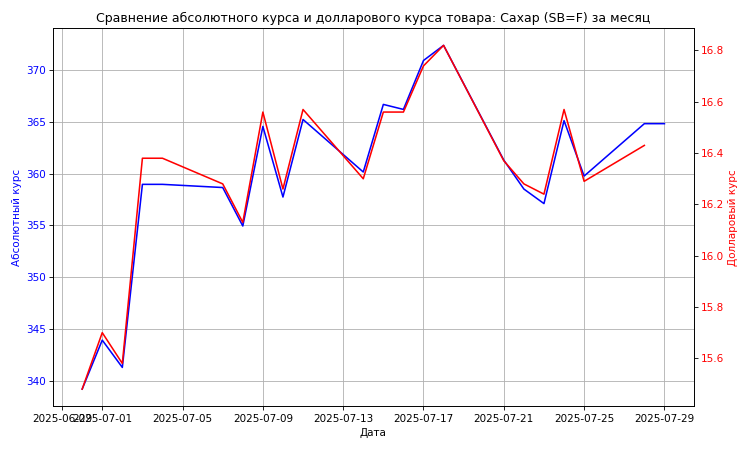 Сравнение абсолютного курса и долларового курса товара: Сахар (SB=F) за месяц
Абсолютный курс
370
365
360
355
350
345
340
Долларовый курс
16.8
16.6
16.4
16.2
16.0
15.8
15.6
2025-06-29 2025-07-01 2025-07-05 2025-07-09 2025-07-13 2025-07-17 2025-07-21 2025-07-25 2025-07-29
Дата